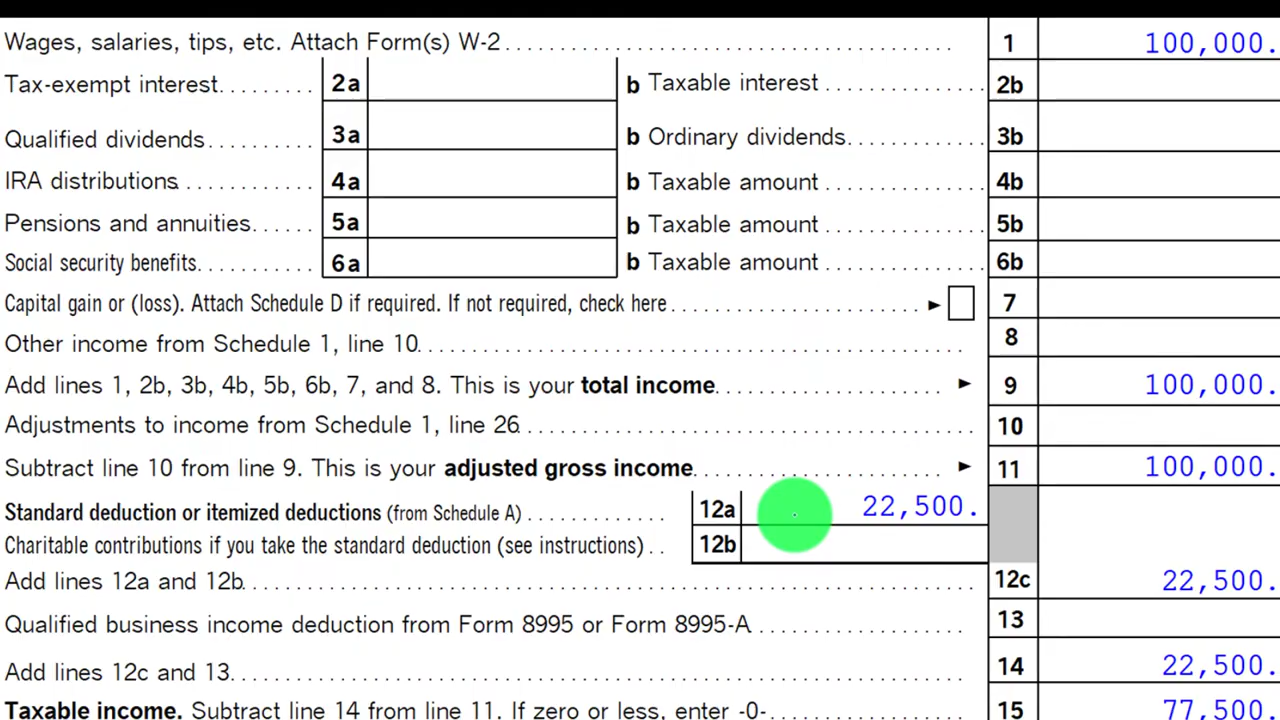 Wages, salaries, tips, etc. Attach Form(s) W-2 1 100,000.
Tax-exempt interest 2a b Taxable interest 2b
Qualified dividends 3a b Ordinary dividends 3b
IRA distributions 4a b Taxable amount 4b
Pensions and annuities 5a b Taxable amount 5b
Social security benefits 6a b Taxable amount 6b
Capital gain or (loss). Attach Schedule D if required. If not required, check here ► 7
Other income from Schedule 1, line 10 8
Add lines 1, 2b, 3b, 4b, 5b, 6b, 7, and 8. This is your total income ► 9 100,000.
Adjustments to income from Schedule 1, line 26 10
Subtract line 10 from line 9. This is your adjusted gross income ► 11 100,000.
Standard deduction or itenized deductions (from Schedule A) 12a 22,500.
Charitable contributions if you take the standard deduction (see instructions) 12b
Add lines 12a and 12b 12c 22,500.
Qualified business income deduction from Form 8995 or Form 8995-A 13
Add lines 12c and 13 14 22,500.
Taxable income. Subtract line 14 from line 11. If zero or less, enter -0- 15 77,500.